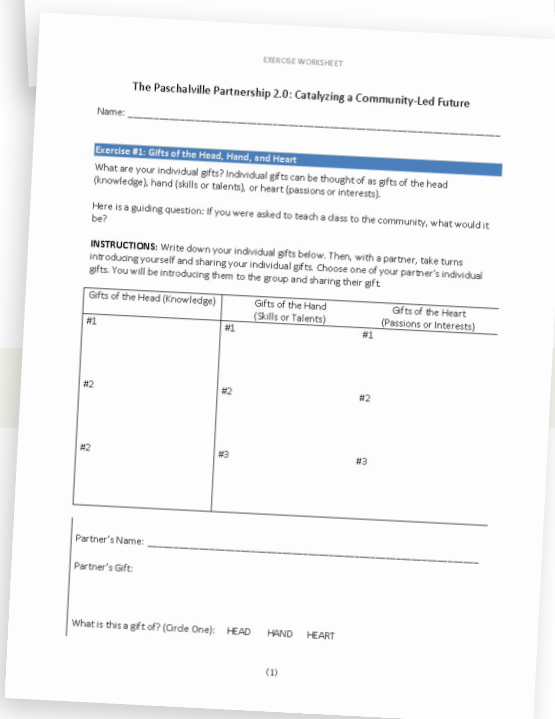 EXERCISE WORKSHEET
The Paschalville Partnership 2.0: Catalyzing a Community-Led Future
Name: ______________________________
Exercise #1: Gifts of the Head, Hand, and Heart
What are your individual gifts? Individual gifts can be thought of as gifts of the head
(knowledge), hand (skills or talents), or heart (passions or interests).
Here is a guiding question: If you were asked to teach a class to the community, what would it
be?
INSTRUCTIONS: Write down your individual gifts below. Then, with a partner, take turns
introducing yourself and sharing your individual gifts. Choose one of your partner's individual
gifts. You will be introducing them to the group and sharing their gift.
Gifts of the Head (Knowledge) Gifts of the Hand Gifts of the Heart
(Skills or Talents) (Passions or Interests)
#1 #1 #1
#2 #2 #2
#2 #3 #3
Partner's Name: ______________________________
Partner's Gift:
What is this a gift of? (Circle One): HEAD HAND HEART
(1)